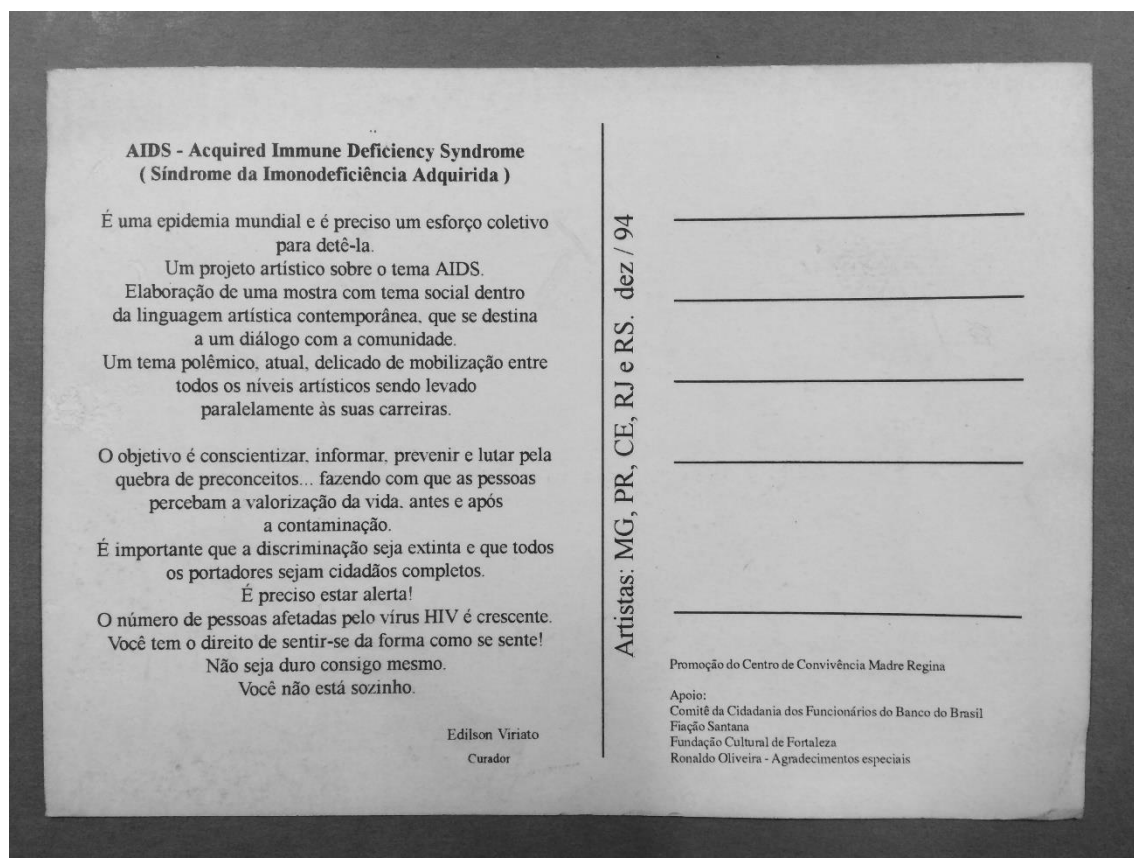 AIDS - Acquired Immune Deficiency Syndrome
( Síndrome da Imonodeficiência Adquirida )
É uma epidemia mundial e é preciso um esforço coletivo
para detê-la.
Um projeto artístico sobre o tema AIDS.
Elaboração de uma mostra com tema social dentro
da linguagem artística contemporânea, que se destina
a um diálogo com a comunidade.
Um tema polêmico, atual, delicado de mobilização entre
todos os níveis artísticos sendo levado
paralelamente às suas carreiras.
O objetivo é conscientizar, informar, prevenir e lutar pela
quebra de preconceitos... fazendo com que as pessoas
percebam a valorização da vida, antes e após
a contaminação.
É importante que a discriminação seja extinta e que todos
os portadores sejam cidadãos completos.
É preciso estar alerta!
O número de pessoas afetadas pelo vírus HIV é crescente.
Você tem o direito de sentir-se da forma como se sente!
Não seja duro consigo mesmo.
Você não está sozinho.
Edilson Viriato
Curador
Artistas: MG, PR, CE, RJ e RS. dez / 94
Promoção do Centro de Convivência Madre Regina
Apoio:
Comitê da Cidadania dos Funcionários do Banco do Brasil
Fiação Santana
Fundação Cultural de Fortaleza
Ronaldo Oliveira - Agradecimentos especiais